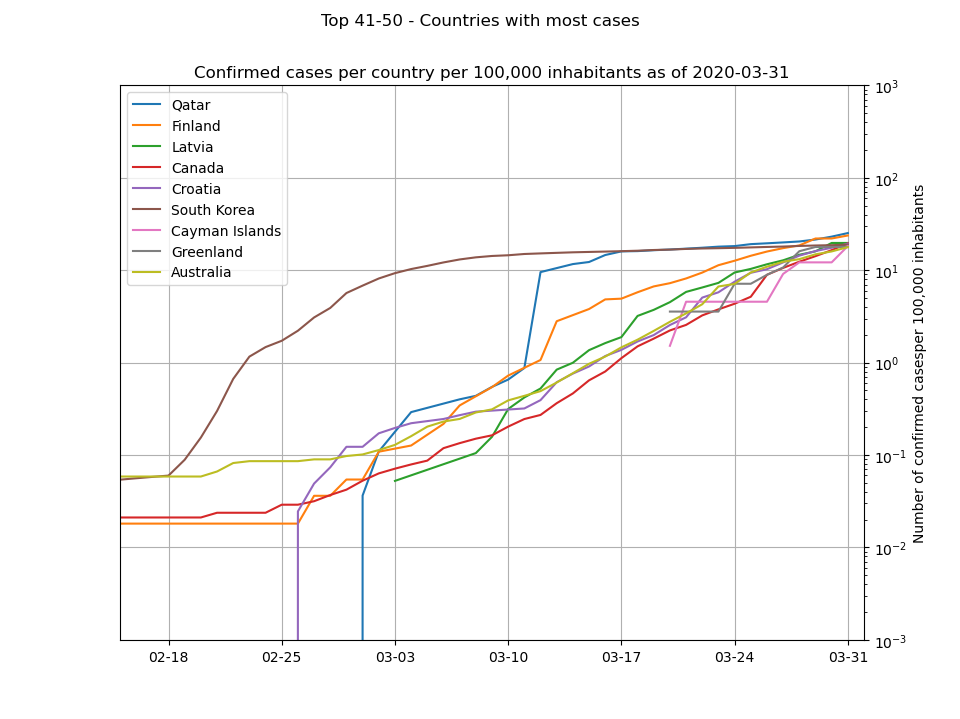 Top 41-50 - Countries with most cases
Confirmed cases per country per 100,000 inhabitants as of 2020-03-31
Qatar
Finland
Latvia
Canada
Croatia
South Korea
Cayman Islands
Greenland
Australia
10³
10²
10¹
10⁰
10⁻¹
10⁻²
10⁻³
Number of confirmed casesper 100,000 inhabitants
02-18 02-25 03-03 03-10 03-17 03-24 03-31